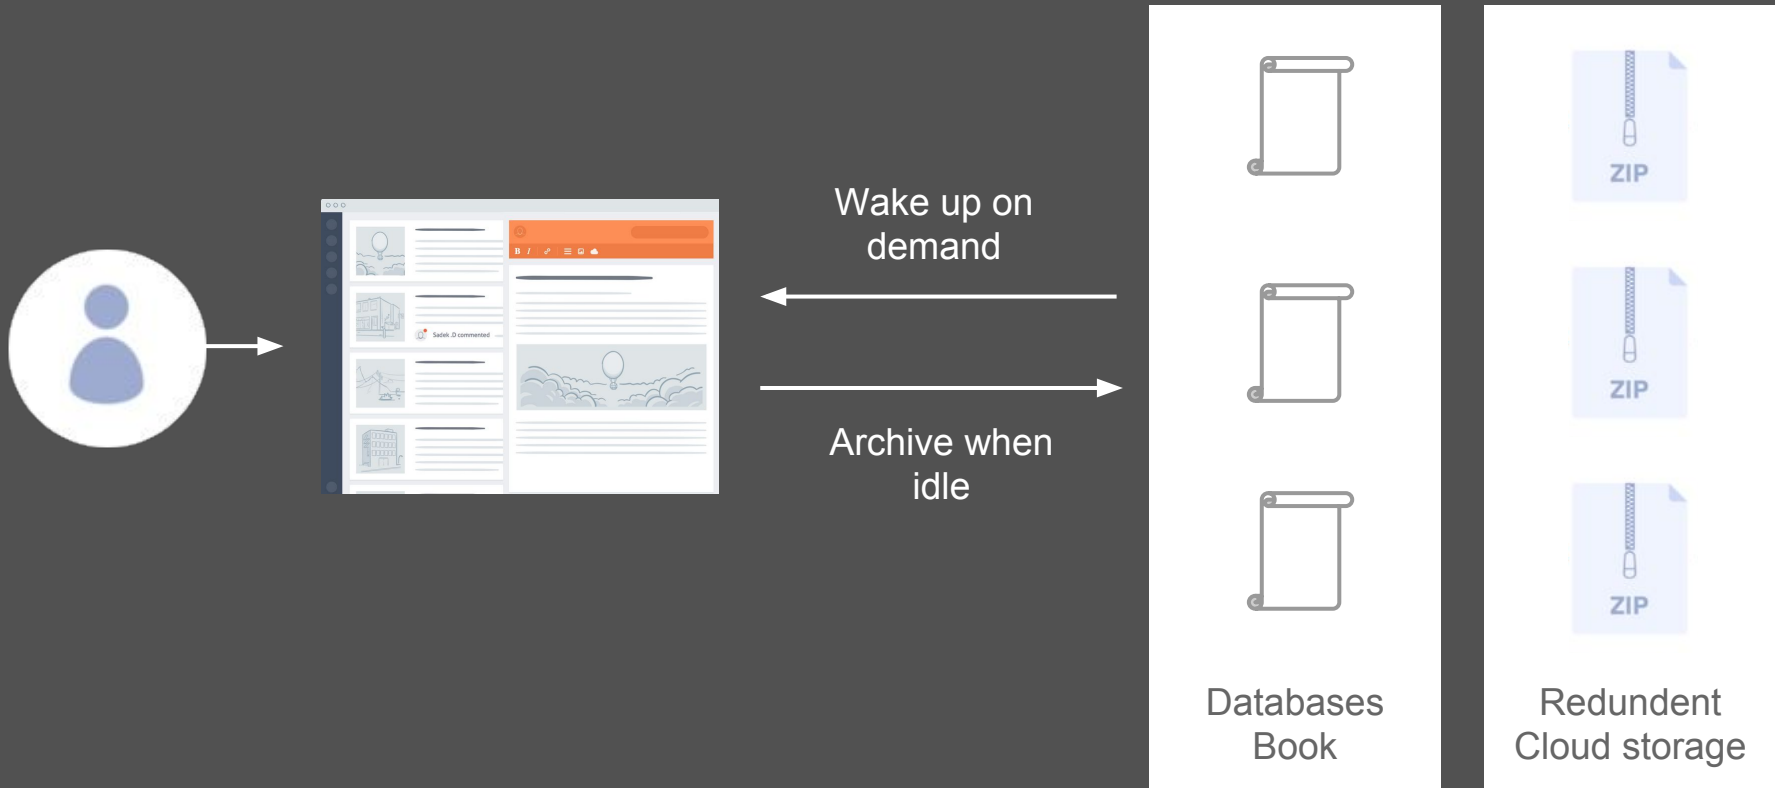 Wake up on
demand
B I
Sadek .D commented
Archive when
idle
ZIP
ZIP
ZIP
Databases
Book
Redundent
Cloud storage